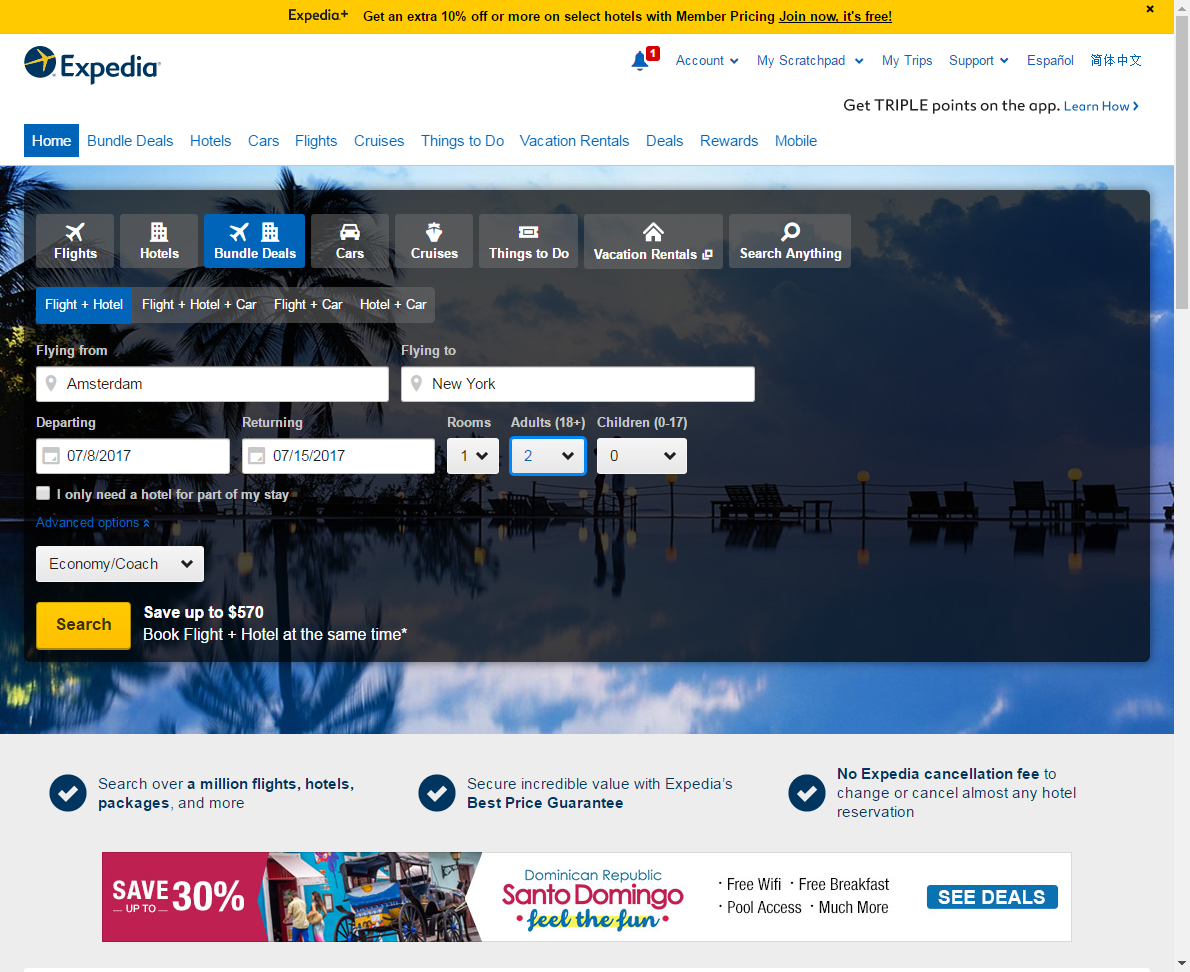 Expedia+ Get an extra 10% off or more on select hotels with Member Pricing Join now, it's free!
Expedia
1 Account My Scratchpad My Trips Support Español 简体中文
Get TRIPLE points on the app. Learn How
Home Bundle Deals Hotels Cars Flights Cruises Things to Do Vacation Rentals Deals Rewards Mobile
Flights Hotels Bundle Deals Cars Cruises Things to Do Vacation Rentals Search Anything
Flight + Hotel Flight + Hotel + Car Flight + Car Hotel + Car
Flying from Flying to
Amsterdam New York
Departing Returning Rooms Adults (18+) Children (0-17)
07/8/2017 07/15/2017 1 2 0
I only need a hotel for part of my stay
Advanced options
Economy/Coach
Search
Save up to $570
Book Flight + Hotel at the same time*
Search over a million flights, hotels,
packages, and more
Secure incredible value with Expedia’s
Best Price Guarantee
No Expedia cancellation fee to
change or cancel almost any hotel
reservation
SAVE 30%
UP TO
Dominican Republic
Santo Domingo
feel the fun
· Free Wifi · Free Breakfast
· Pool Access · Much More
SEE DEALS